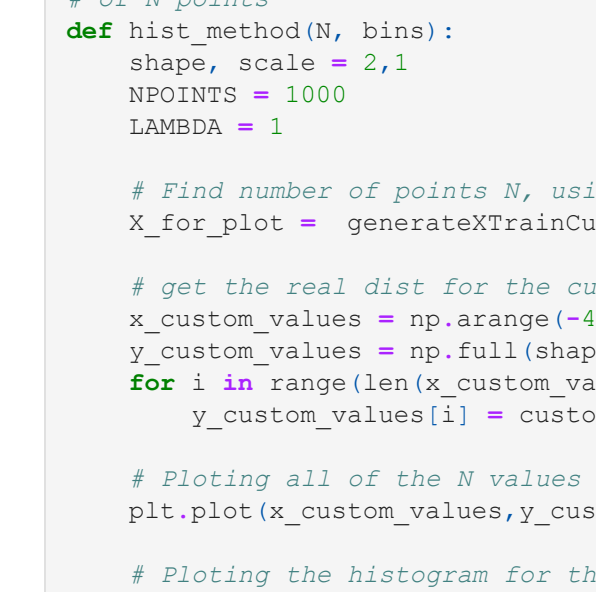 # of N points
def hist_method(N, bins):
    shape, scale = 2,1
    NPOINTS = 1000
    LAMBDA = 1
    # Find number of points N, usi
    X_for_plot =  generateXTrainCu
    # get the real dist for the cu
    x_custom_values = np.arange(-4
    y_custom_values = np.full(shap
    for i in range(len(x_custom_va
        y_custom_values[i] = custo
    # Ploting all of the N values
    plt.plot(x_custom_values,y_cus
    # Ploting the histogram for th